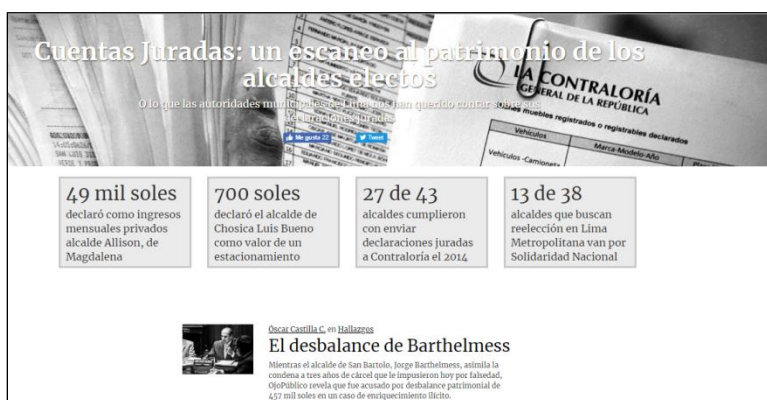 Cuentas Juradas: un escaneo al patrimonio de los
alcaldes electos
O lo que las autoridades municipales de Lima nos han querido contar sobre sus
declaraciones juradas
Me gusta 22
Tweet
LA CONTRALORÍA
GENERAL DE LA REPÚBLICA
muebles registrados o registrables declarados
Vehículos
Marca-Modelo-Año
Vehículos -Camioneta
49 mil soles
declaró como ingresos
mensuales privados
alcalde Allison, de
Magdalena
700 soles
declaró el alcalde de
Chosica Luis Bueno
como valor de un
estacionamiento
27 de 43
alcaldes cumplieron
con enviar
declaraciones juradas
a Contraloría el 2014
13 de 38
alcaldes que buscan
reelección en Lima
Metropolitana van por
Solidaridad Nacional
Óscar Castilla C. en Hallazgos
El desbalance de Barthelmess
Mientras el alcalde de San Bartolo, Jorge Barthelmess, asimila la
condena a tres años de cárcel que le impusieron hoy por falsedad,
OjoPúblico revela que fue acusado por desbalance patrimonial de
457 mil soles en un caso de enriquecimiento ilícito.